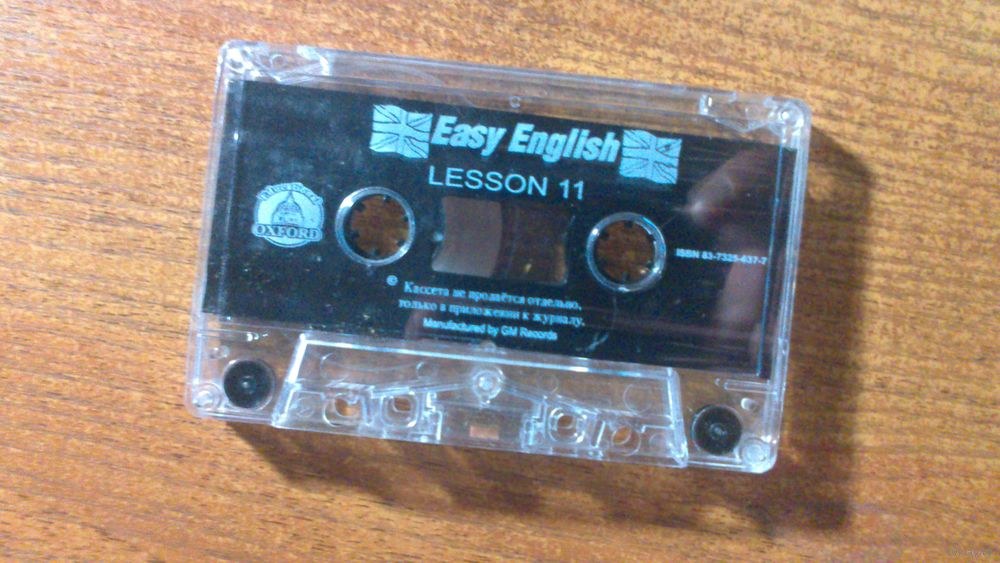 Easy English
LESSON 11
OXFORD
ISBN 83-7325-637-7
© Кассета не продаётся отдельно,
только в приложении к журналу.
Manufactured by GM Records